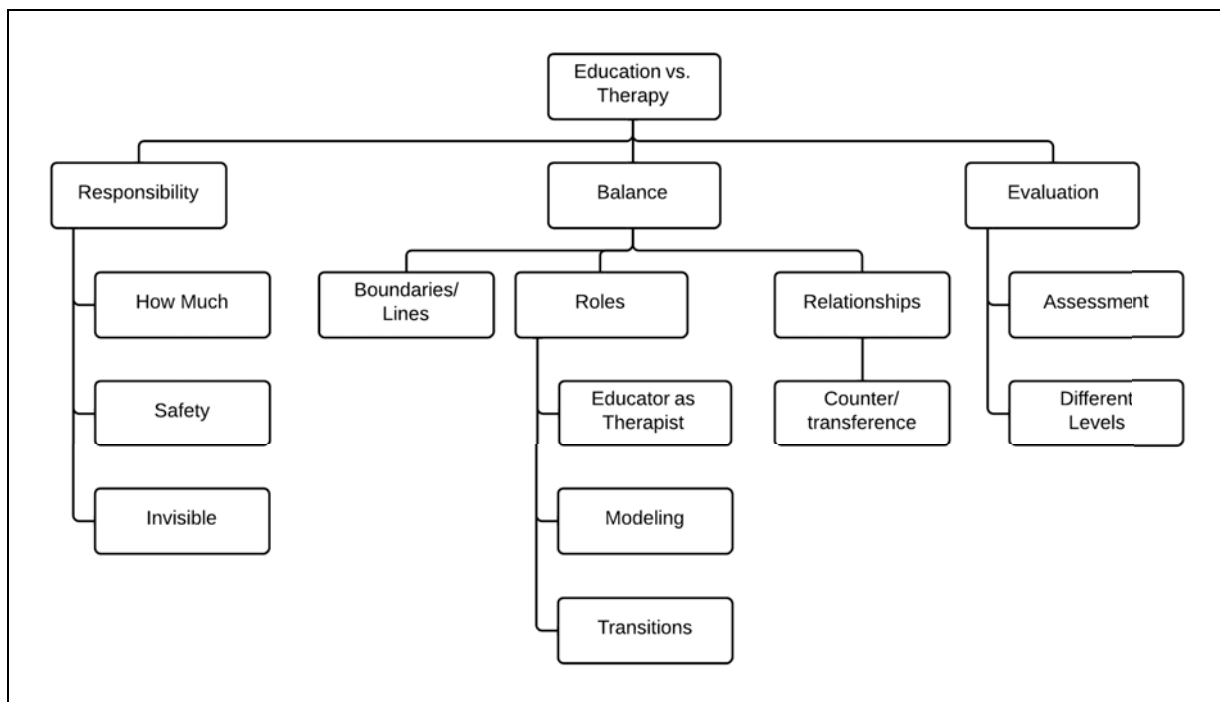 Education vs.
Therapy
Responsibility
Balance
Evaluation
How Much
Boundaries/
Lines
Roles
Relationships
Assessment
Safety
Educator as
Therapist
Counter/
transference
Different
Levels
Invisible
Modeling
Transitions